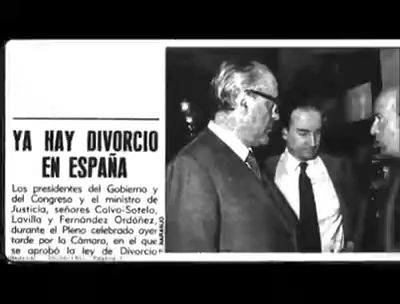 YA HAY DIVORCIO
EN ESPAÑA
Los presidentes del Gobierno y
del Congreso y el ministro de
Justicia, señores Calvo-Sotelo,
Lavilla y Fernández Ordóñez,
durante el Pleno celebrado ayer
tarde por la Cámara, en el que
se aprobó la ley de Divorcio
NARANJO